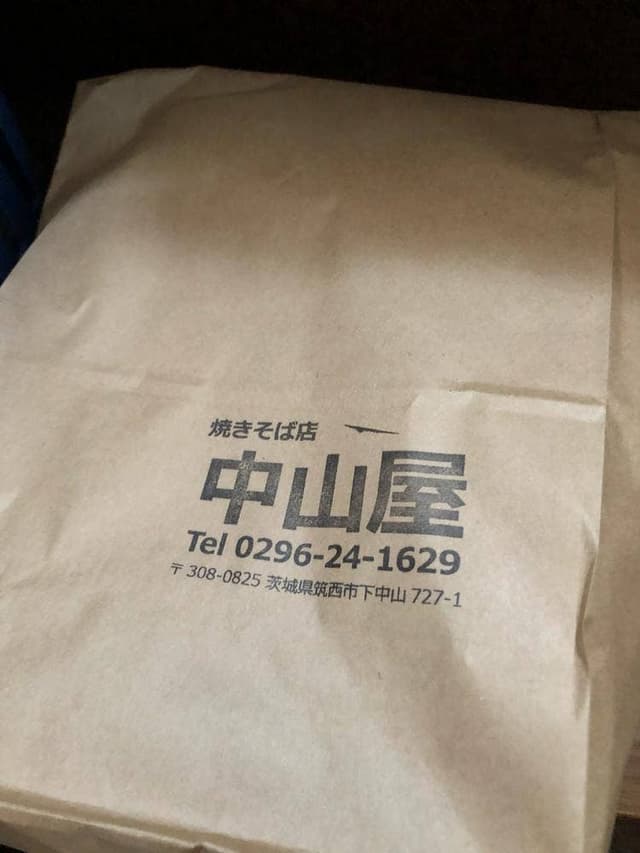 焼きそば店
中山屋
Tel 0296-24-1629
〒308-0825 茨城県筑西市下中山 727-1